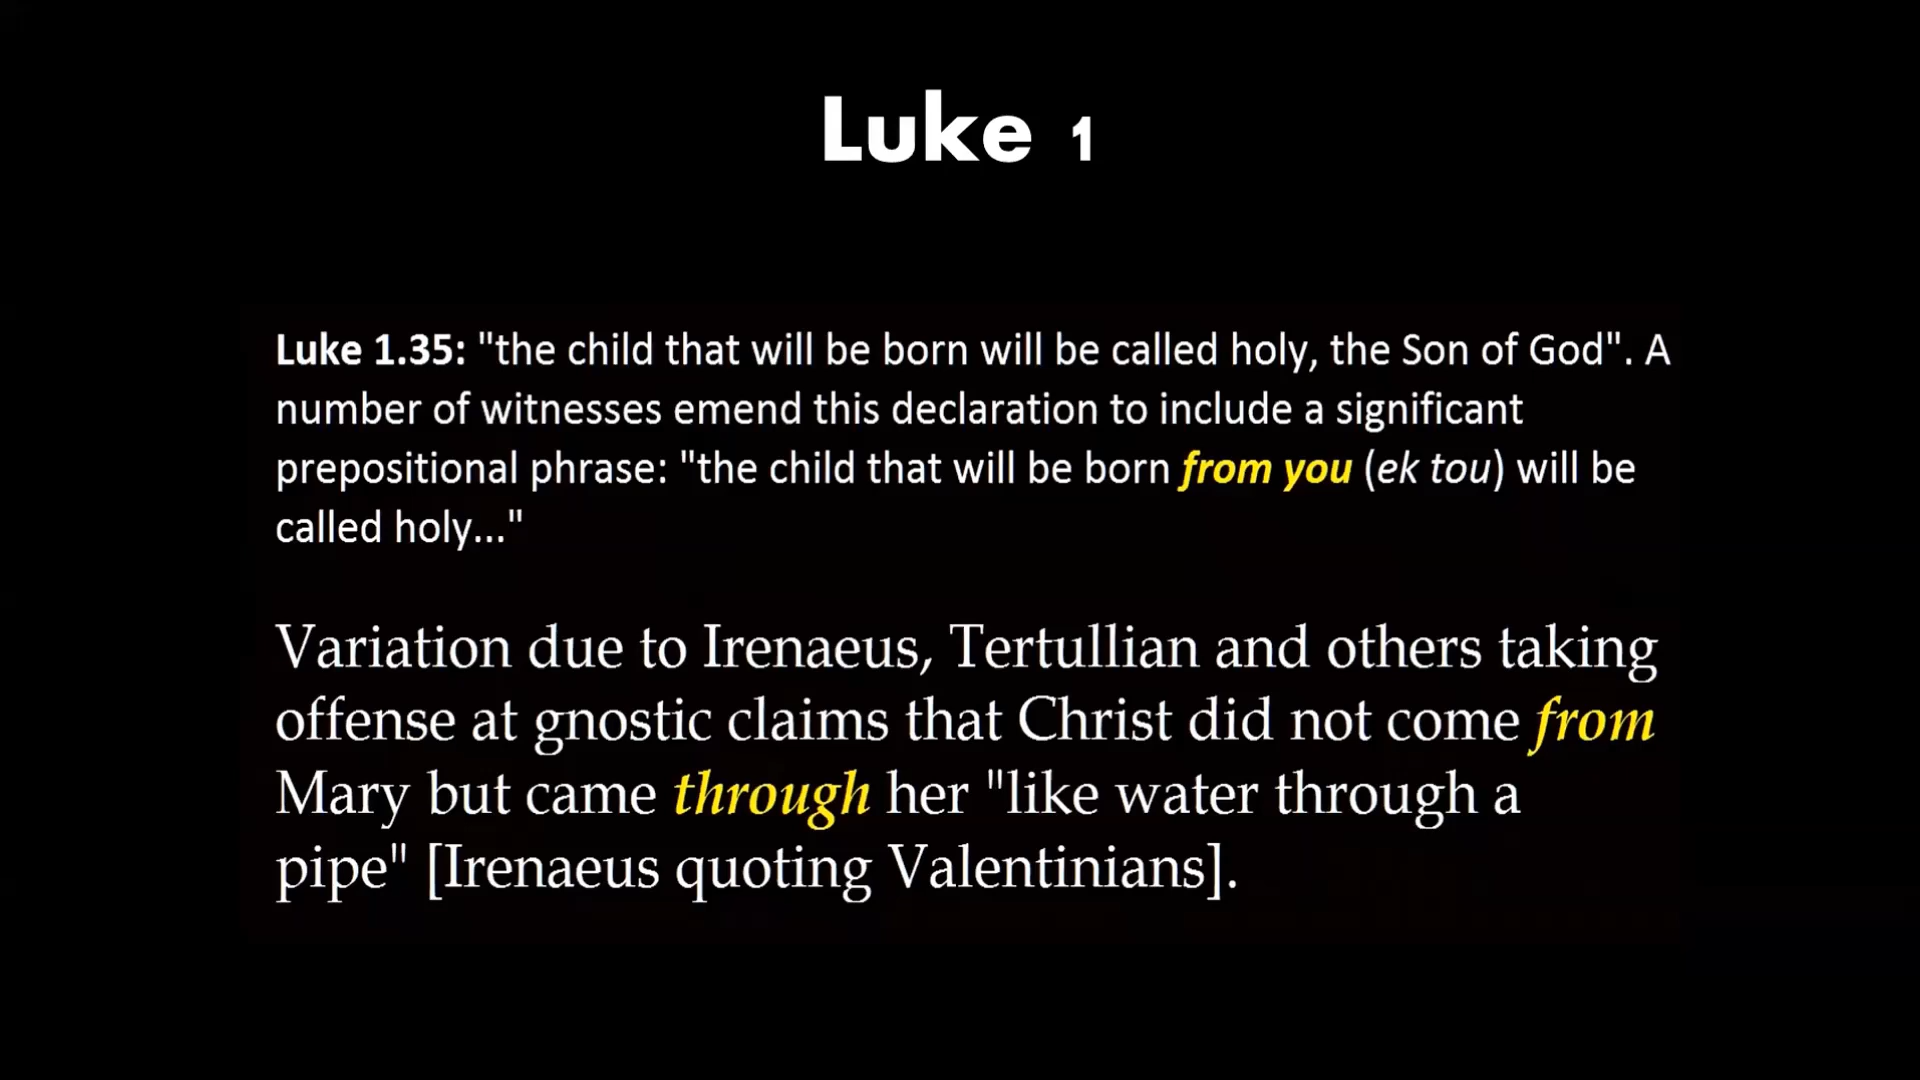 Luke 1
Luke 1.35: "the child that will be born will be called holy, the Son of God". A
number of witnesses emend this declaration to include a significant
prepositional phrase: "the child that will be born from you (ek tou) will be
called holy..."
Variation due to Irenaeus, Tertullian and others taking
offense at gnostic claims that Christ did not come from
Mary but came through her "like water through a
pipe" [Irenaeus quoting Valentinians].